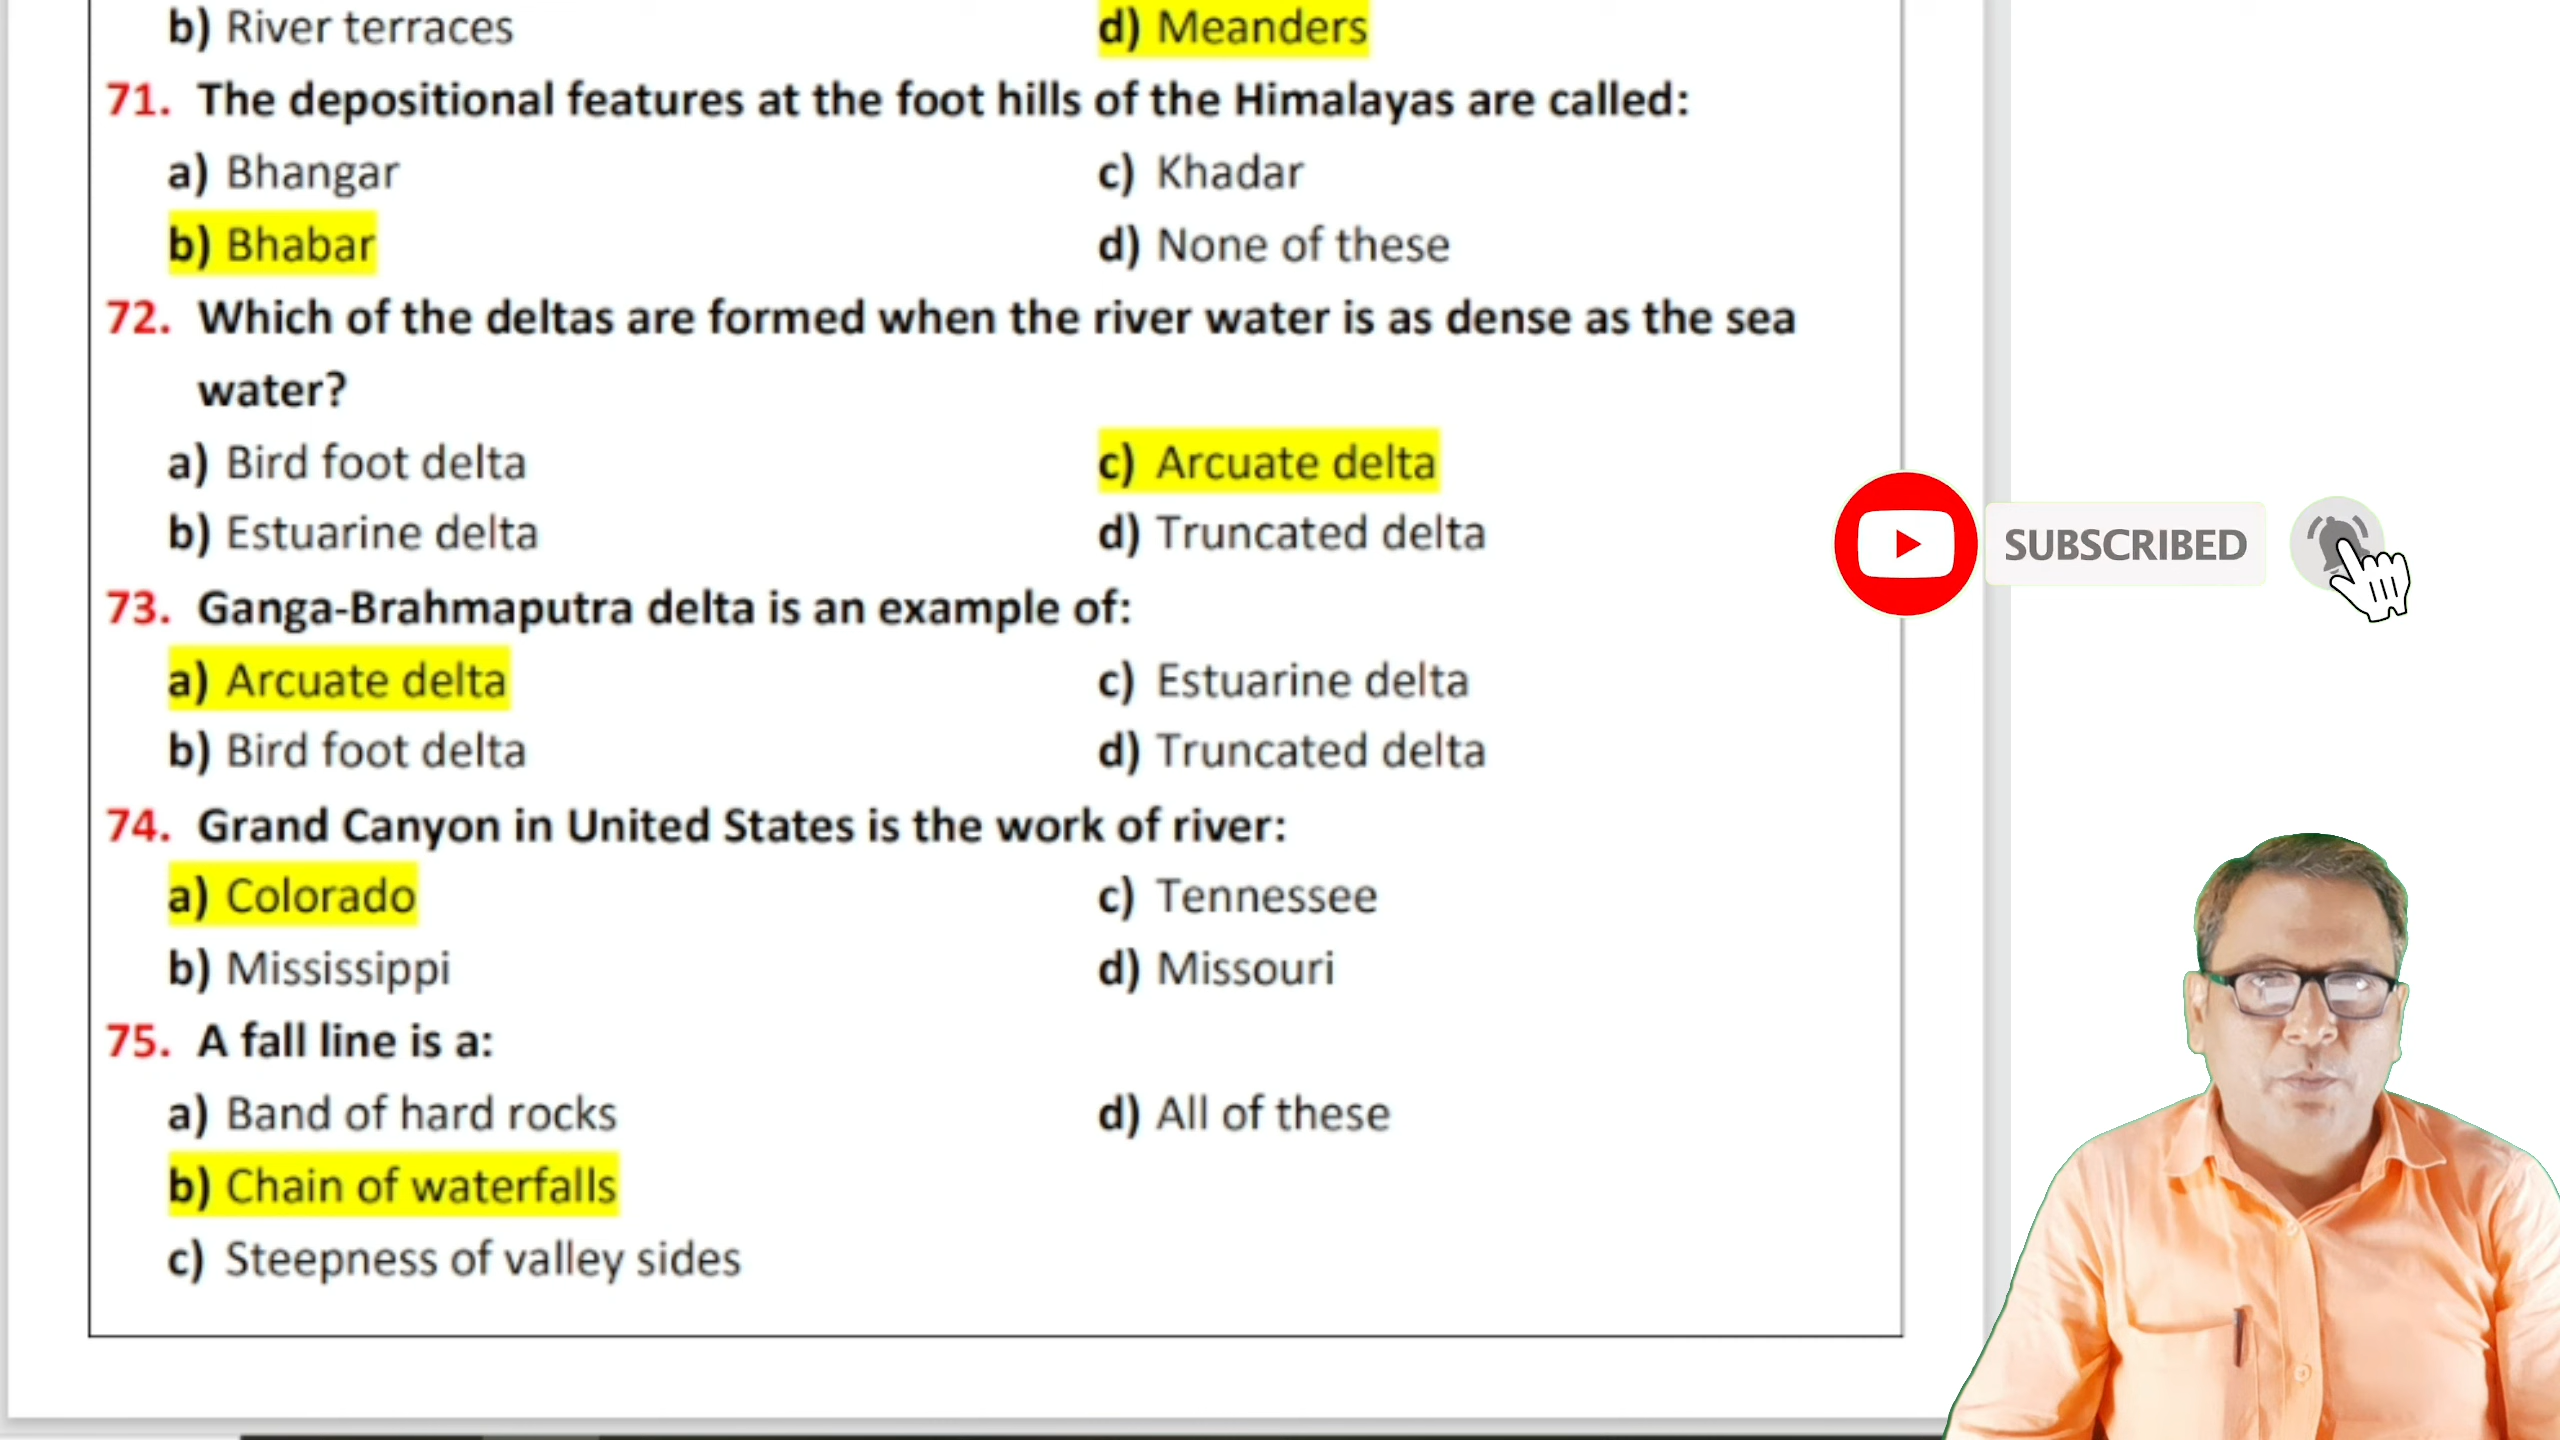 b) River terraces
d) Meanders
71. The depositional features at the foot hills of the Himalayas are called:
a) Bhangar
c) Khadar
b) Bhabar
d) None of these
72. Which of the deltas are formed when the river water is as dense as the sea
water?
a) Bird foot delta
c) Arcuate delta
b) Estuarine delta
d) Truncated delta
73. Ganga-Brahmaputra delta is an example of:
a) Arcuate delta
c) Estuarine delta
b) Bird foot delta
d) Truncated delta
74. Grand Canyon in United States is the work of river:
a) Colorado
c) Tennessee
b) Mississippi
d) Missouri
75. A fall line is a:
a) Band of hard rocks
d) All of these
b) Chain of waterfalls
c) Steepness of valley sides
SUBSCRIBED